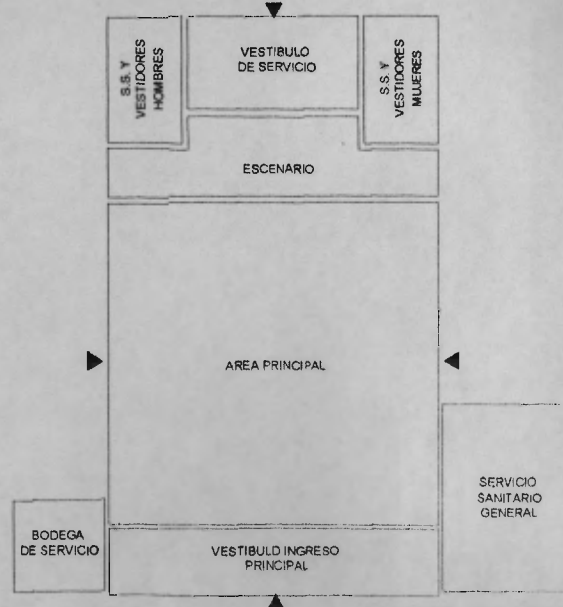 S.S. Y
VESTIDORES
HOMBRES
VESTIBULO
DE SERVICIO
S.S. Y
VESTIDORES
MUJERES
ESCENARIO
AREA PRINCIPAL
SERVICIO
SANITARIO
GENERAL
BODEGA
DE SERVICIO
VESTIBULO INGRESO
PRINCIPAL